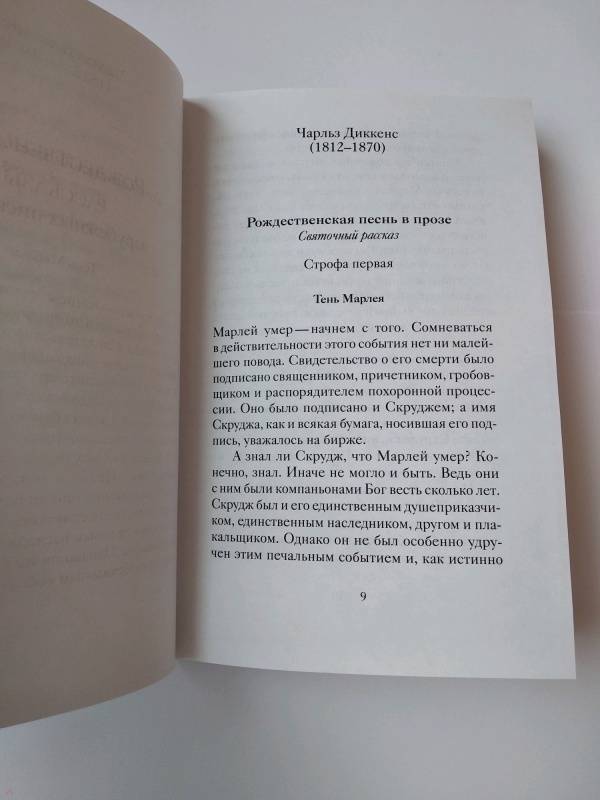 Чарльз Диккенс
(1812–1870)
Рождественская песнь в прозе
Святочный рассказ
Строфа первая
Тень Марлея
Марлей умер — начнем с того. Сомневаться
в действительности этого события нет ни малей-
шего повода. Свидетельство о его смерти было
подписано священником, причетником, гробов-
щиком и распорядителем похоронной процес-
сии. Оно было подписано и Скруджем; а имя
Скруджа, как и всякая бумага, носившая его под-
пись, уважалось на бирже.
А знал ли Скрудж, что Марлей умер? Ко-
нечно, знал. Иначе не могло и быть. Ведь они
с ним были компаньонами Бог весть сколько лет.
Скрудж был и его единственным душеприказчи-
ком, единственным наследником, другом и пла-
кальщиком. Однако он не был особенно удру-
чен этим печальным событием и, как истинно
9